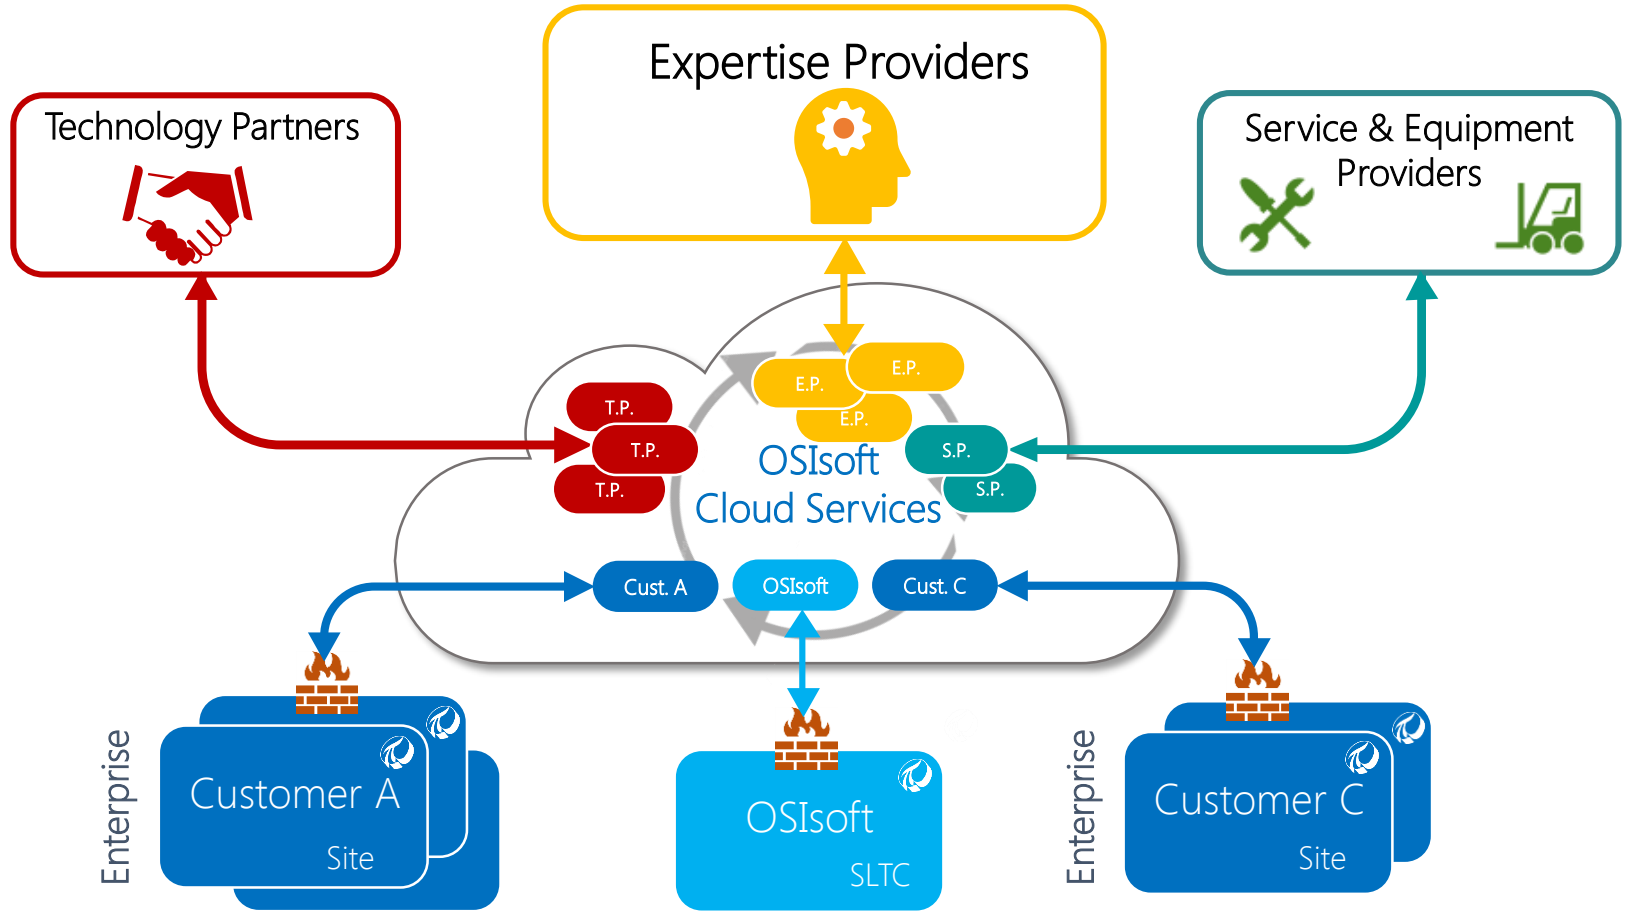 Expertise Providers
Technology Partners
Service & Equipment
Providers
E.P.
E.P.
E.P.
T.P.
T.P.
T.P.
S.P.
S.P.
OSIsoft
Cloud Services
Cust. A
OSIsoft
Cust. C
Enterprise
Customer A
Site
OSIsoft
SLTC
Enterprise
Customer C
Site